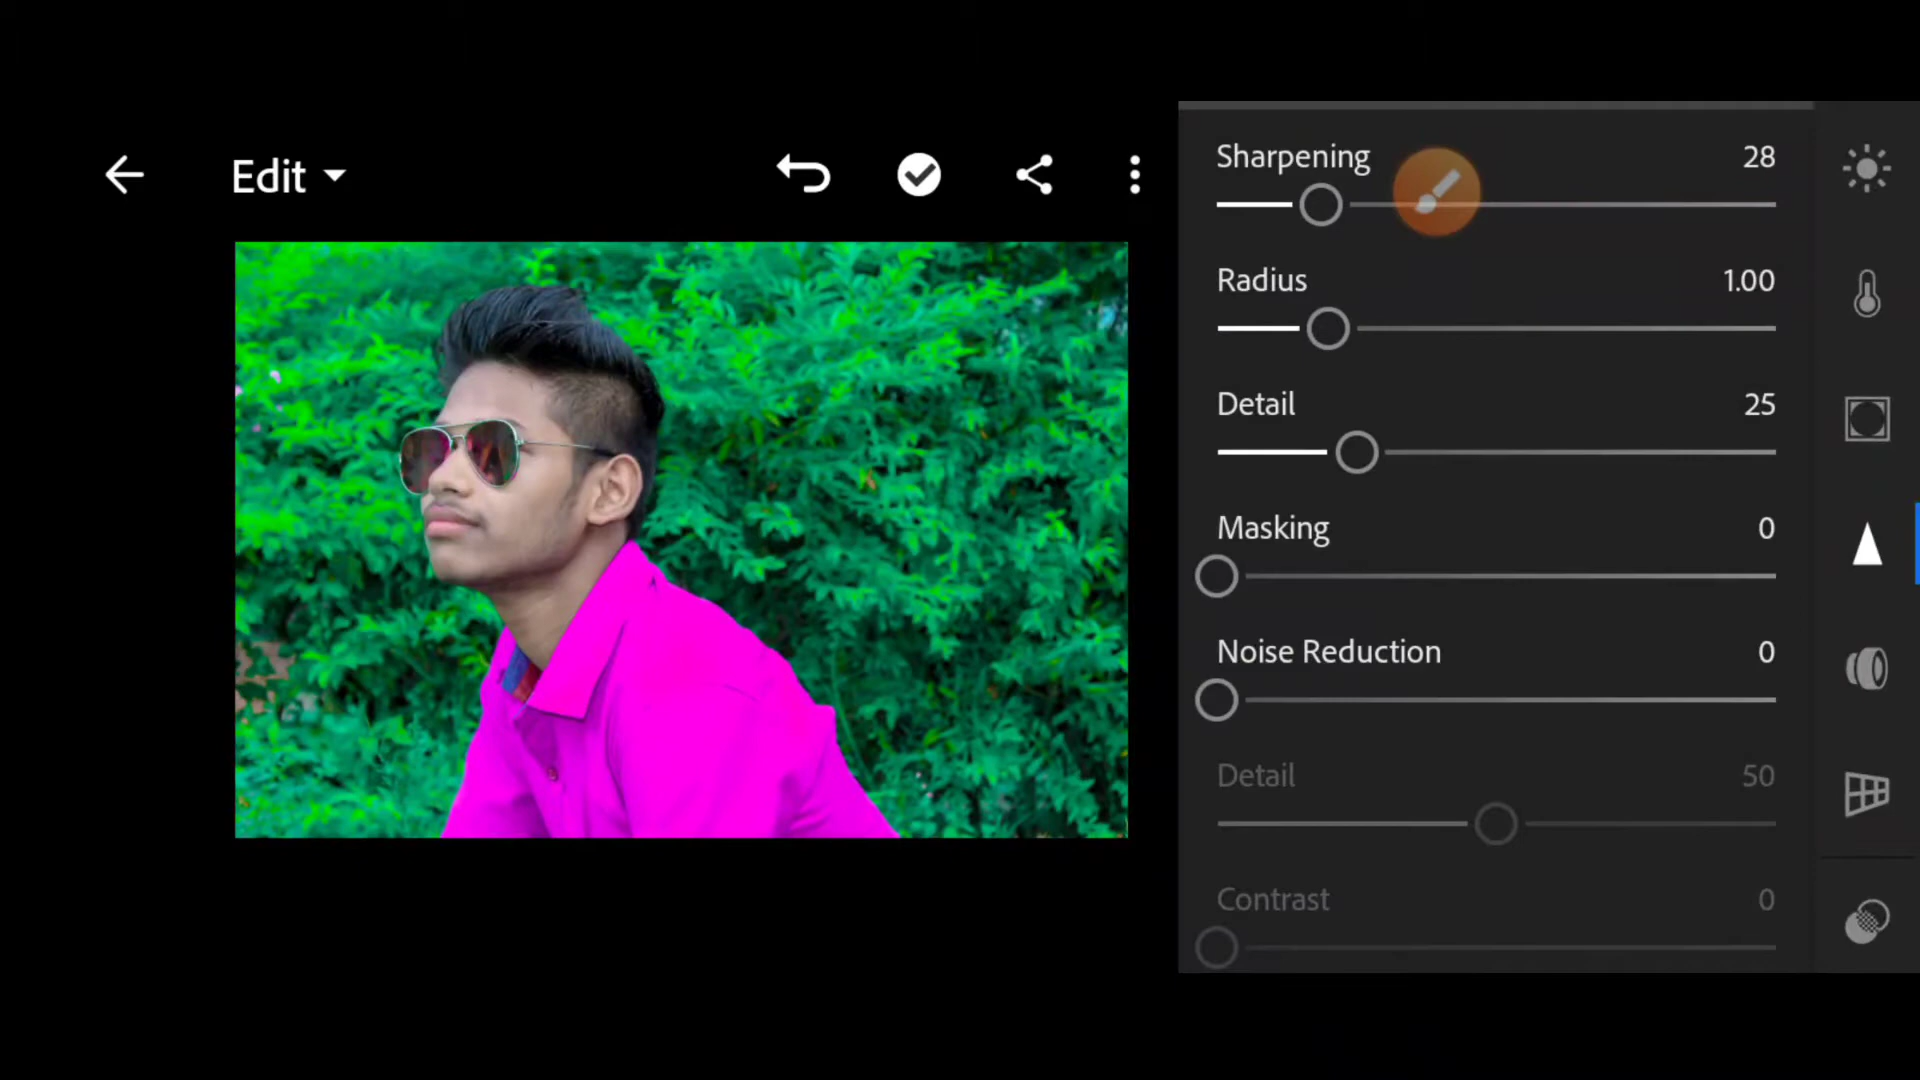 Edit
Sharpening 28
Radius 1.00
Detail 25
Masking 0
Noise Reduction 0
Detail 50
Contrast 0